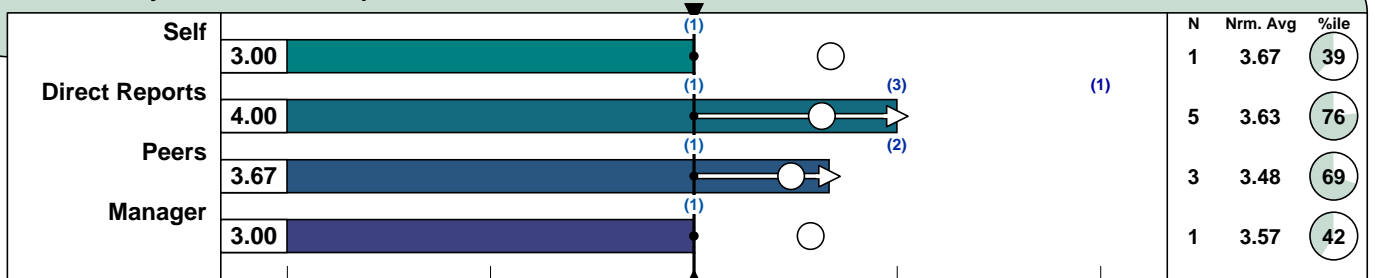 N Nrm. Avg %ile
Self (1)
3.00 1 3.67 39
Direct Reports (1) (3) (1)
4.00 5 3.63 76
Peers (1) (2)
3.67 3 3.48 69
Manager (1)
3.00 1 3.57 42